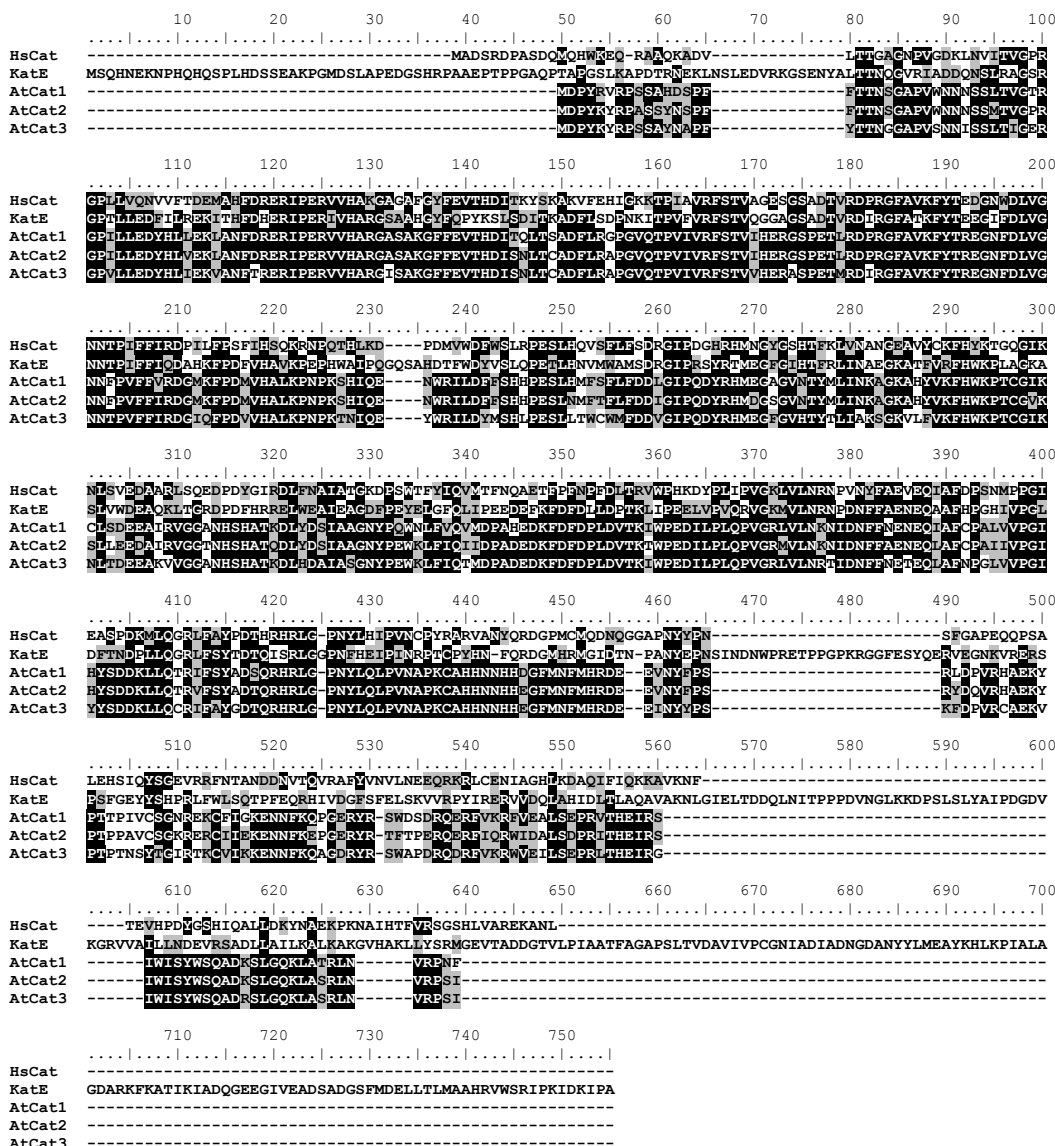 10 20 30 40 50 60 70 80 90 100
....|....|....|....|....|....|....|....|....|....|....|....|....|....|....|....|....|....|....|....|
HsCat --------------------------------------MADSRDPASDQMQHWKEQ-RAAQKADV--------------LTTGAGNPVGDKLNVITVGPR
KatE MSQHNEKNPHQHQSPLHDSSEAKPGMDSLAPEDGSHRPAAEPTPPGAQPTAPGSLKAPDTRNEKLNSLEDVRKGSENYALTTNQGVRIADDQNSLRAGSR
AtCat1 -------------------------------------------------MDPYRVRPSSAHDSPF--------------FTTNSGAPVWNNNSSLTVGTR
AtCat2 -------------------------------------------------MDPYKYRPASSYNSPF--------------FTTNSGAPVWNNNSSMTVGPR
AtCat3 -------------------------------------------------MDPYKYRPSSAYNAPF--------------YTTNGGAPVSNNISSLTIGER
110 120 130 140 150 160 170 180 190 200
....|....|....|....|....|....|....|....|....|....|....|....|....|....|....|....|....|....|....|....|
HsCat GPLLVQNVVFTDEMAHFDRERIPERVVHAKGAGAFGYFEVTHDITKYSKAKVFEHIGKKTPIAVRFSTVAGESGSADTVRDPRGFAVKFYTEDGNWDLVG
KatE GPTLLEDFILREKITHFDHERIPERIVHARGSAAHGYFQPYKSLSDITKADFLSDPNKITPVFVRFSTVQGGAGSADTVRDIRGFATKFYTEEGIFDLVG
AtCat1 GPILLEDYHLLEKLANFDRERIPERVVHARGASAKGFFEVTHDITQLTSADFLRGPGVQTPVIVRFSTVIHERGSPETLRDPRGFAVKFYTREGNFDLVG
AtCat2 GPILLEDYHLVEKLANFDRERIPERVVHARGASAKGFFEVTHDISNLTCADFLRAPGVQTPVIVRFSTVIHERGSPETLRDPRGFAVKFYTREGNFDLVG
AtCat3 GPVLLEDYHLIEKVANFTRERIPERVVHARGISAKGFFEVTHDISNLTCADFLRAPGVQTPVIVRFSTVVHERASPETMRDIRGFAVKFYTREGNFDLVG
210 220 230 240 250 260 270 280 290 300
....|....|....|....|....|....|....|....|....|....|....|....|....|....|....|....|....|....|....|....|
HsCat NNTPIFFIRDPILFPSFIHSQKRNPQTHLKD----PDMVWDFWSLRPESLHQVSFLFSDRGIPDGHRHMNGYGSHTFKLVNANGEAVYCKFHYKTDQGIK
KatE NNTPIFFIQDAHKFPDFVHAVKPEPHWAIPQGQSAHDTFWDYVSLQPETLHNVMWAMSDRGIPRSYRTMEGFGIHTFRLINAEGKATFVRFHWKPLAGKA
AtCat1 NNFPVFFVRDGMKFPDMVHALKPNPKSHIQE----NWRILDFFSHHPESLHMFSFLFDDLGIPQDYRHMEGAGVNTYMLINKAGKAHYVKFHWKPTCGIK
AtCat2 NNFPVFFIRDGMKFPDMVHALKPNPKSHIQE----NWRILDFFSHHPESLNMFTFLFDDIGIPQDYRHMDGSGVNTYMLINKAGKAHYVKFHWKPTCGVK
AtCat3 NNTPVFFIRDGIQFPDVVHALKPNPKTNIQE----YWRILDYMSHLPESLLTWCWMFDDVGIPQDYRHMEGFGVHTYTLIAKSGKVLFVKFHWKPTCGIK
310 320 330 340 350 360 370 380 390 400
....|....|....|....|....|....|....|....|....|....|....|....|....|....|....|....|....|....|....|....|
HsCat NLSVEDAARLSQEDPDYGIRDLFNAIATGKDPSWTFYIQVMTFNQAETFPFNPFDLTRVWPHKDYPLIPVGKLVLNRNPVNYFAEVEQIAFDPSNMPPGI
KatE SLVWDEAQKLTGRDPDFHRRELWEAIEAGDFPEYELGFQLIPEEDEFKFDFDLLDPTKLIPEELVPVQRVGKMVLNRNPDNFFAENEQAAFHPGHIVPGL
AtCat1 CLSDEEAIRVGGANHSHATKDLYDSIAAGNYPQWNLFVQVMDPAHEDKFDFDPLDVTKIWPEDILPLQPVGRLVLNKNIDNFFNENEQIAFCPALVVPGI
AtCat2 SLLEEDAIRVGGTNHSHATQDLYDSIAAGNYPEWKLFIQIIDPADEDKFDFDPLDVTKTWPEDILPLQPVGRMVLNKNIDNFFAENEQLAFCPAIIVPGI
AtCat3 NLTDEEAKVVGGANHSHATKDLHDAIASGNYPEWKLFIQTMDPADEDKFDFDPLDVTKIWPEDILPLQPVGRLVLNRTIDNFFNETEQLAFNPGLVVPGI
410 420 430 440 450 460 470 480 490 500
....|....|....|....|....|....|....|....|....|....|....|....|....|....|....|....|....|....|....|....|
HsCat EASPDKMLQGRLFAYPDTHRHRLG-PNYLHIPVNCPYRARVANYQRDGPMCMQDNQGGAPNYYPN------------------------SFGAPEQQPSA
KatE DFTNDPLLQGRLFSYTDTQISRLGGPNFHEIPINRPTCPYHN-FQRDGMHRMGIDTN-PANYEPNSINDNWPRETPPGPKRGGFESYQERVEGNKVRERS
AtCat1 HYSDDKLLQTRIFSYADSQRHRLG-PNYLQLPVNAPKCAHHNNHHDGFMNFMHRDE--EVNYFPS------------------------RLDPVRHAEKY
AtCat2 HYSDDKLLQTRVFSYADTQRHRLG-PNYLQLPVNAPKCAHHNNHHEGFMNFMHRDE--EVNYFPS------------------------RYDQVRHAEKY
AtCat3 YYSDDKLLQCRIFAYGDTQRHRLG-PNYLQLPVNAPKCAHHNNHHEGFMNFMHRDE--EINYYPS------------------------KFDPVRCAEKV
510 520 530 540 550 560 570 580 590 600
....|....|....|....|....|....|....|....|....|....|....|....|....|....|....|....|....|....|....|....|
HsCat LEHSIQYSGEVRRFNTANDDNVTQVRAFYVNVLNEEQRKRLCENIAGHLKDAQIFIQKKAVKNF------------------------------------
KatE PSFGEYYSHPRLFWLSQTPFEQRHIVDGFSFELSKVVRPYIRERVVDQLAHIDLTLAQAVAKNLGIELTDDQLNITPPPDVNGLKKDPSLSLYAIPDGDV
AtCat1 PTTPIVCSGNREKCFIGKENNFKQPGERYR-SWDSDRQERFVKRFVEALSEPRVTHEIRS----------------------------------------
AtCat2 PTPPAVCSGKRERCIIEKENNFKEPGERYR-TFTPERQERFIQRWIDALSDPRITHEIRS----------------------------------------
AtCat3 PTPTNSYTGIRTKCVIKKENNFKQAGDRYR-SWAPDRQDRFVKRWVEILSEPRLTHEIRG----------------------------------------
610 620 630 640 650 660 670 680 690 700
....|....|....|....|....|....|....|....|....|....|....|....|....|....|....|....|....|....|....|....|
HsCat ----TEVHPDYGSHIQALLDKYNAEKPKNAIHTFVRSGSHLVAREKANL---------------------------------------------------
KatE KGRVVAILLNDEVRSADLLAILKALKAKGVHAKLLYSRMGEVTADDGTVLPIAATFAGAPSLTVDAVIVPCGNIADIADNGDANYYLMEAYKHLKPIALA
AtCat1 ------IWISYWSQADKSLGQKLATRLN------VRPNF-------------------------------------------------------------
AtCat2 ------IWISYWSQADKSLGQKLASRLN------VRPSI-------------------------------------------------------------
AtCat3 ------IWISYWSQADRSLGQKLASRLN------VRPSI-------------------------------------------------------------
710 720 730 740 750
....|....|....|....|....|....|....|....|....|....|....|
HsCat -------------------------------------------------------
KatE GDARKFKATIKIADQGEEGIVEADSADGSFMDELLTLMAAHRVWSRIPKIDKIPA
AtCat1 -------------------------------------------------------
AtCat2 -------------------------------------------------------
AtCat3 -------------------------------------------------------